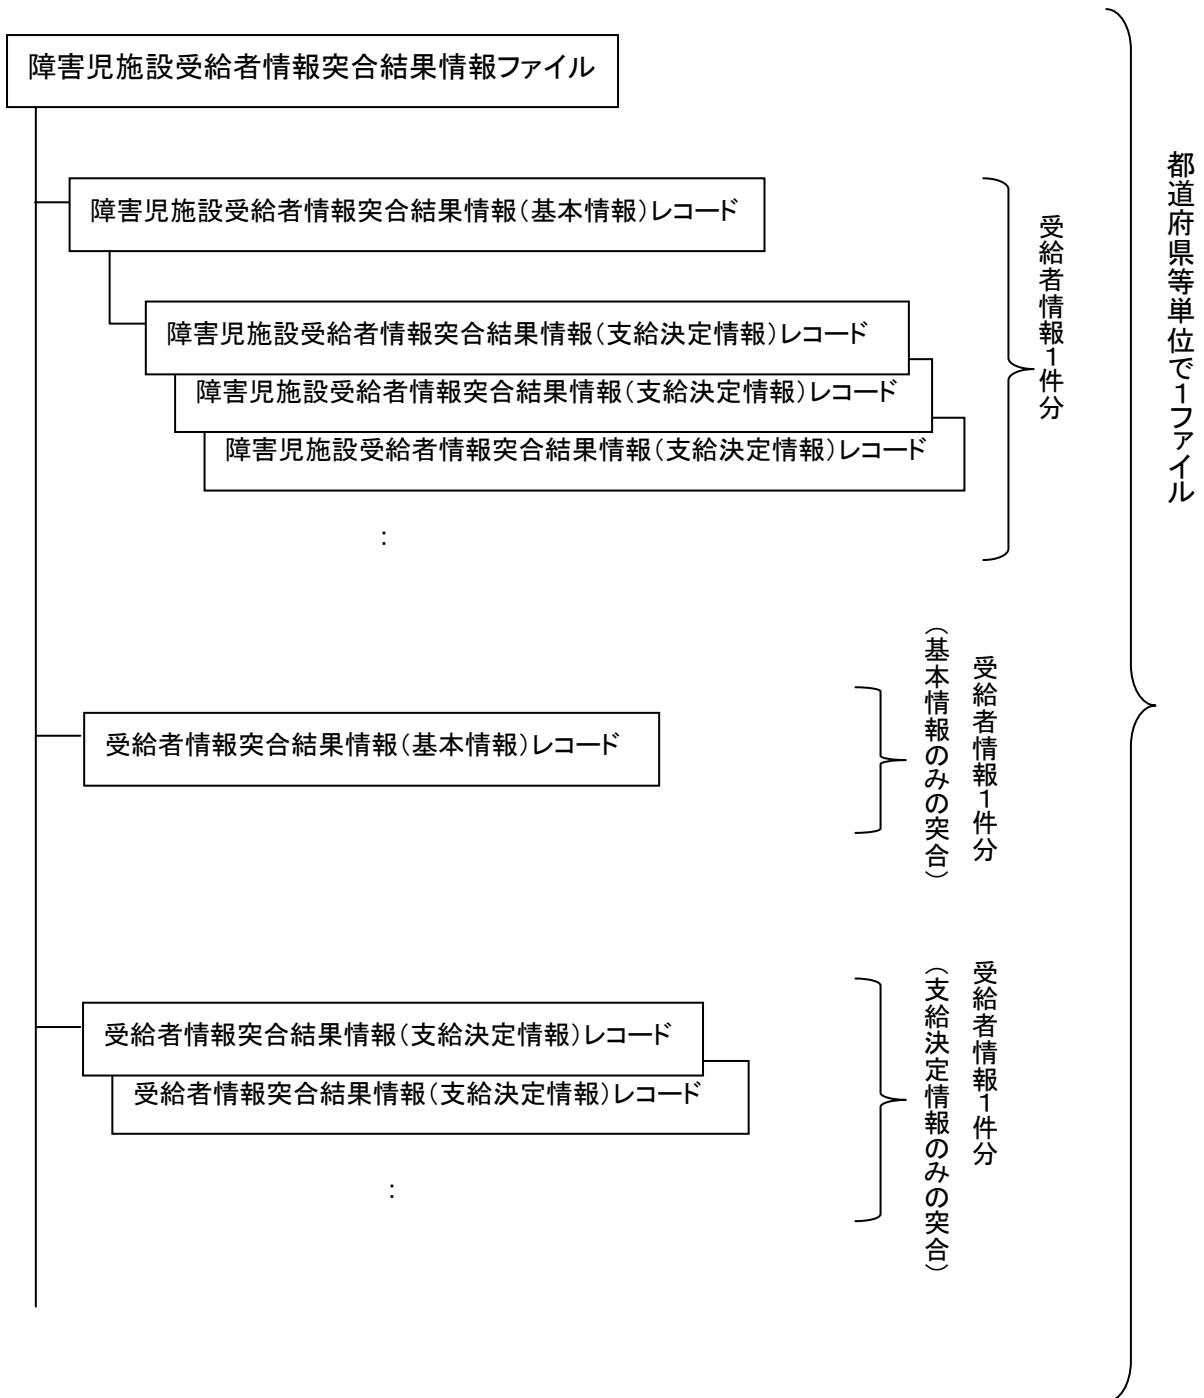 障害児施設受給者情報突合結果情報ファイル
障害児施設受給者情報突合結果情報（基本情報）レコード
障害児施設受給者情報突合結果情報（支給決定情報）レコード
障害児施設受給者情報突合結果情報（支給決定情報）レコード
障害児施設受給者情報突合結果情報（支給決定情報）レコード
：
受給者情報１件分
都道府県等単位で１ファイル
受給者情報突合結果情報（基本情報）レコード
受給者情報１件分
（基本情報のみの突合）
受給者情報突合結果情報（支給決定情報）レコード
受給者情報突合結果情報（支給決定情報）レコード
：
受給者情報１件分
（支給決定情報のみの突合）